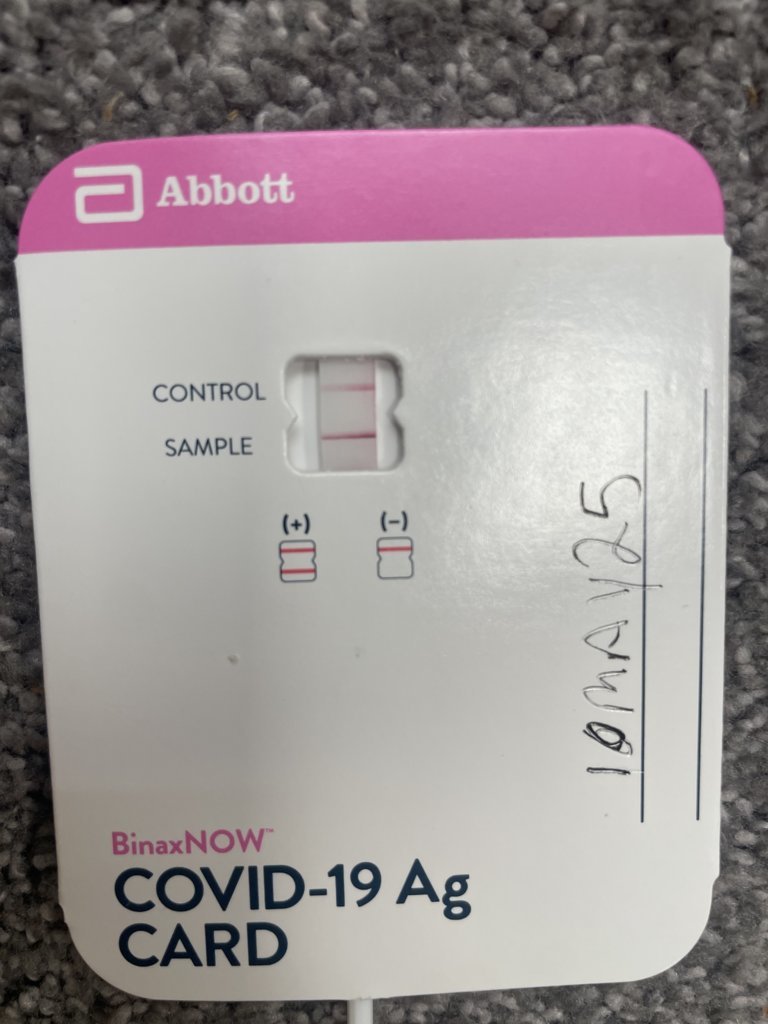 Abbott
CONTROL
SAMPLE
(+) (-)
10MAY25
BinaxNOW™
COVID-19 Ag
CARD